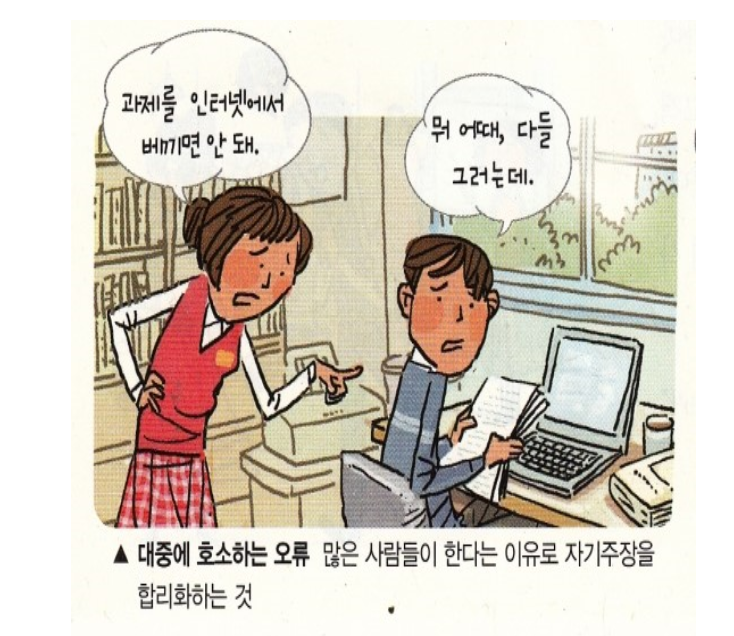 과제를 인터넷에서
베끼면 안 돼.
뭐 어때, 다들
그러는데.
▲ 대중에 호소하는 오류 많은 사람들이 한다는 이유로 자기주장을
합리화하는 것